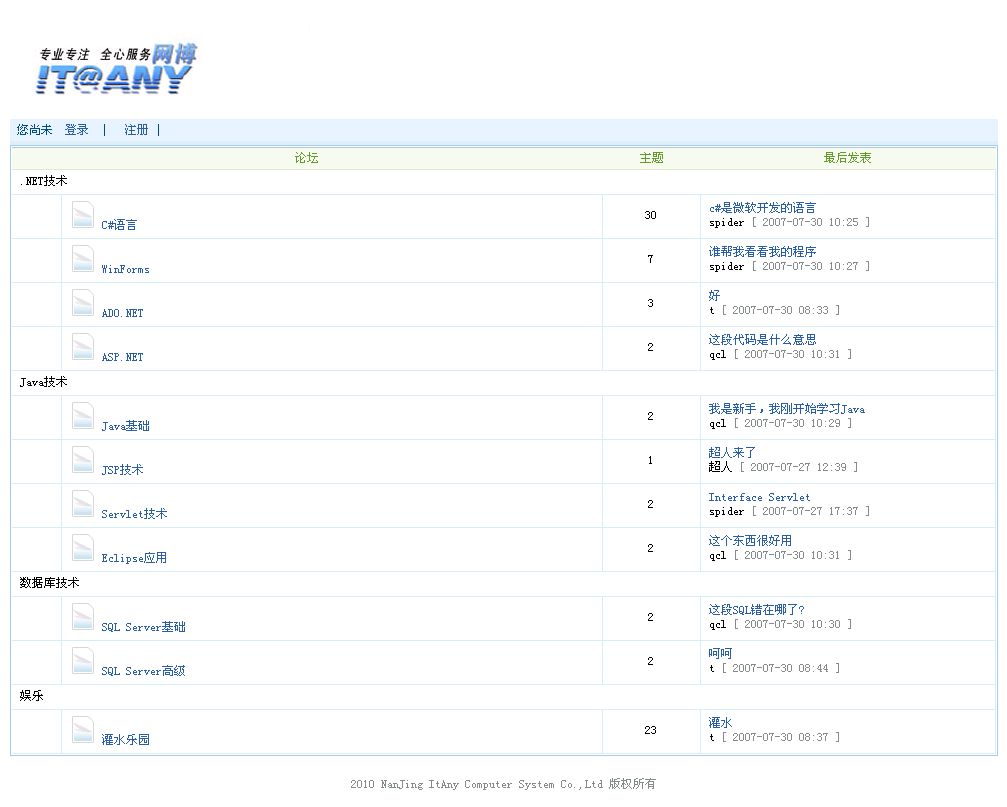 专业专注 全心服务 网博
IT@ANY
您尚未 登录 | 注册 |
论坛 主题 最后发表
.NET技术
C#语言 30 c#是微软开发的语言
spider [ 2007-07-30 10:25 ]
WinForms 7 谁帮我看看我的程序
spider [ 2007-07-30 10:27 ]
ADO.NET 3 好
t [ 2007-07-30 08:33 ]
ASP.NET 2 这段代码是什么意思
qcl [ 2007-07-30 10:31 ]
Java技术
Java基础 2 我是新手，我刚开始学习Java
qcl [ 2007-07-30 10:29 ]
JSP技术 1 超人来了
超人 [ 2007-07-27 12:39 ]
Servlet技术 2 Interface Servlet
spider [ 2007-07-27 17:37 ]
Eclipse应用 2 这个东西很好用
qcl [ 2007-07-30 10:31 ]
数据库技术
SQL Server基础 2 这段SQL错在哪了?
qcl [ 2007-07-30 10:30 ]
SQL Server高级 2 呵呵
t [ 2007-07-30 08:44 ]
娱乐
灌水乐园 23 灌水
t [ 2007-07-30 08:37 ]
2010 NanJing ItAny Computer System Co.,Ltd 版权所有